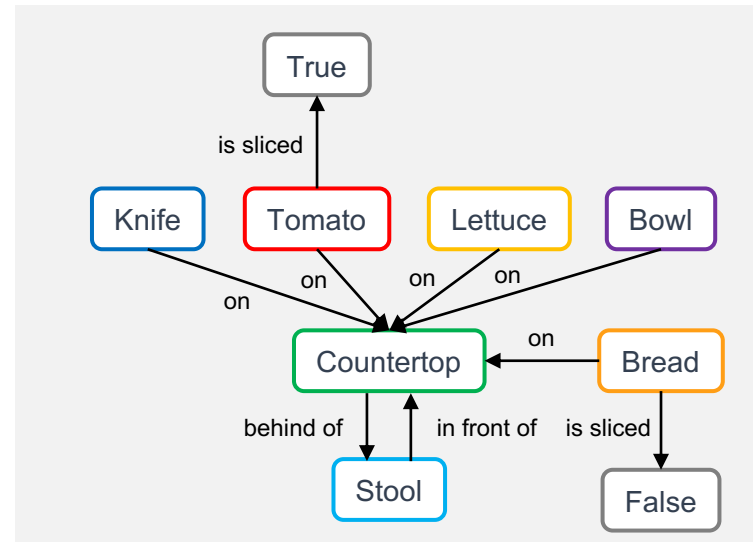 True
is sliced
Knife
Tomato
Lettuce
Bowl
on
on
on
on
Countertop
on
Bread
behind of
in front of
is sliced
Stool
False